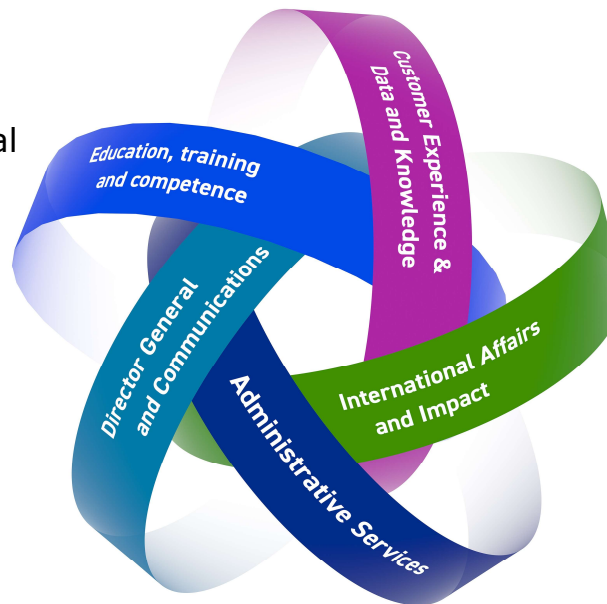 al
Education, training
and competence
Customer Experience &
Data and Knowledge
Director General
and Communications
International Affairs
and Impact
Administrative Services